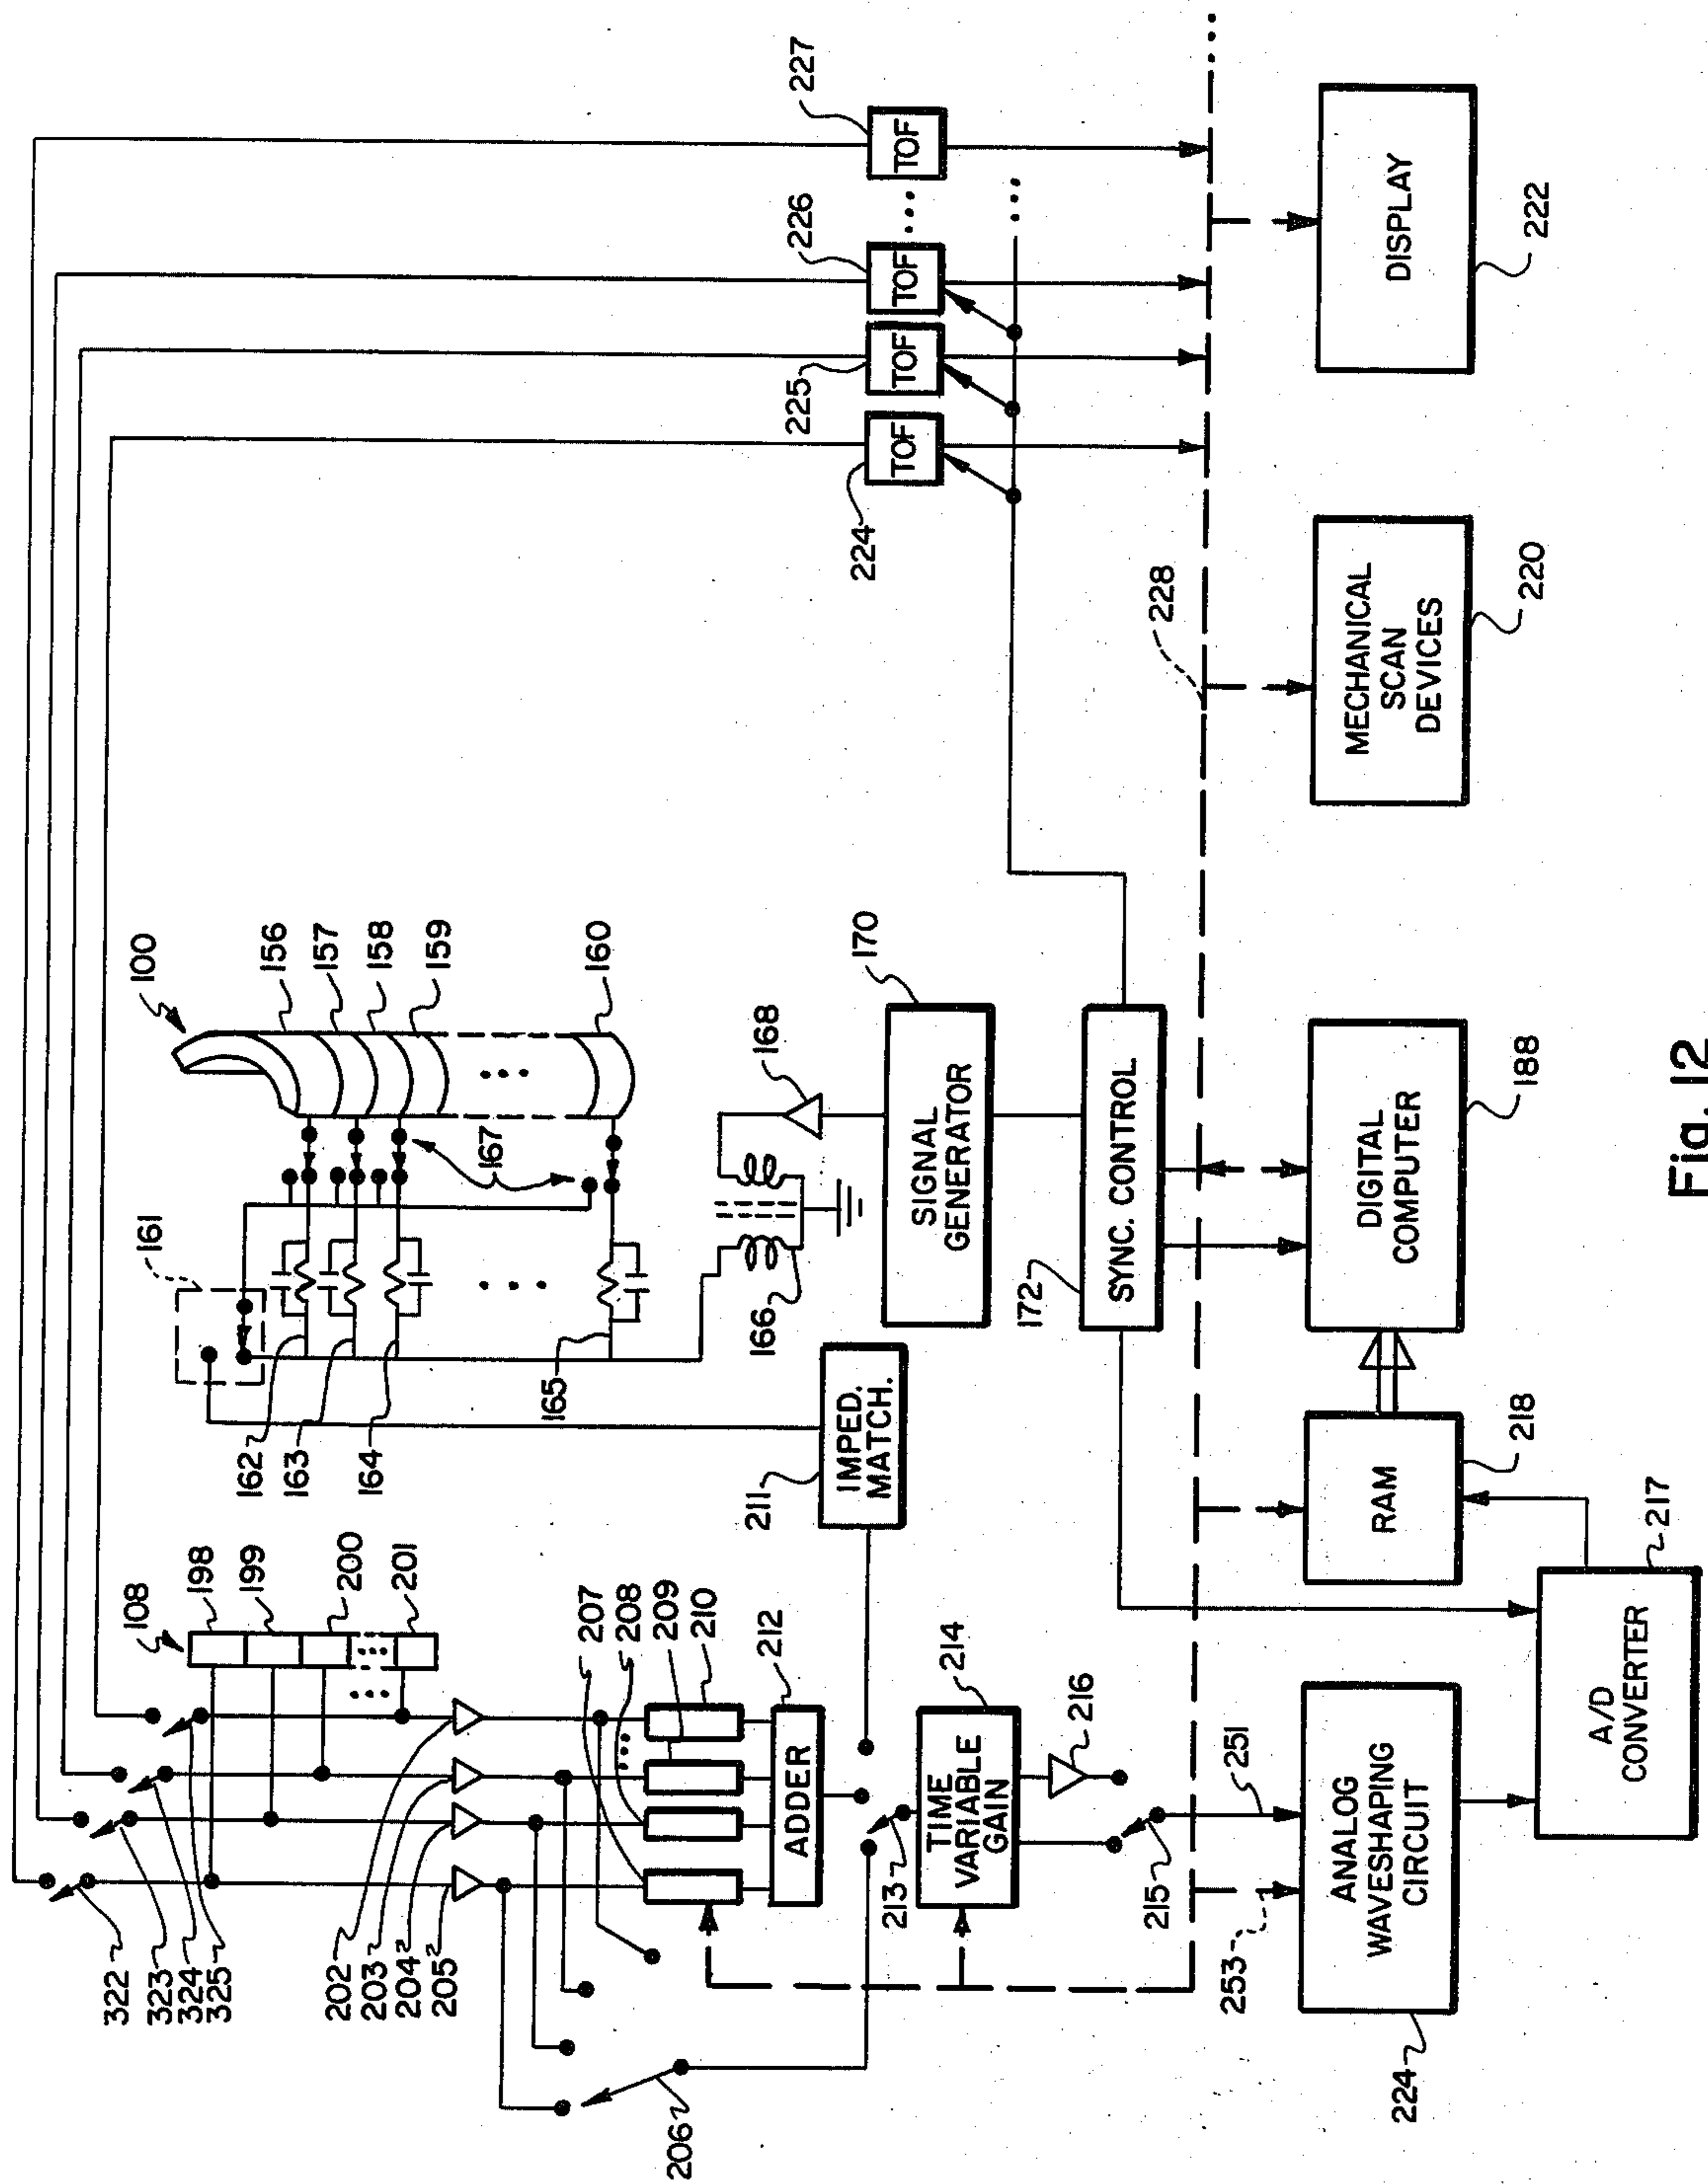 322
323
324
325
108
198
199
200
201
202
203
204
205
206
207
208
209
210
ADDER
212
213
TIME
VARIABLE
GAIN
214
215
216
251
253
ANALOG
WAVESHAPING
CIRCUIT
224
A/D
CONVERTER
217
RAM
218
IMPED.
MATCH.
211
161
162
163
164
165
166
167
100
156
157
158
159
160
168
SIGNAL
GENERATOR
170
SYNC. CONTROL
172
DIGITAL
COMPUTER
188
228
MECHANICAL
SCAN
DEVICES
220
TOF
224
TOF
225
TOF
226
TOF
227
DISPLAY
222
Fig. 12